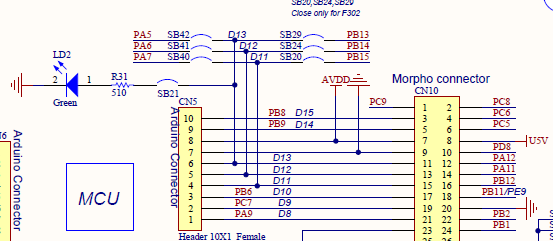 SB20,SB24,SB29
Close only for F302
PA5 SB42 D13 SB29 PB13
PA6 SB41 D12 SB24 PB14
PA7 SB40 D11 SB20 PB15
LD2
2 1 R31
Green 510 SB21
AVDD
Morpho connector
CN5 CN10
Arduino Connector
Arduino Connector
MCU
PC9 1 2 PC8
10 PB8 D15 3 4 PC6
9 PB9 D14 5 6 PC5
8 7 8 U5V
7 9 10 PD8
6 D13 11 12 PA12
5 D12 13 14 PA11
4 D11 15 16 PB12
3 PB6 D10 17 18 PB11/PE9
2 PC7 D9 19 20
1 PA9 D8 21 22 PB2
23 24 PB1
Header 10X1_Female